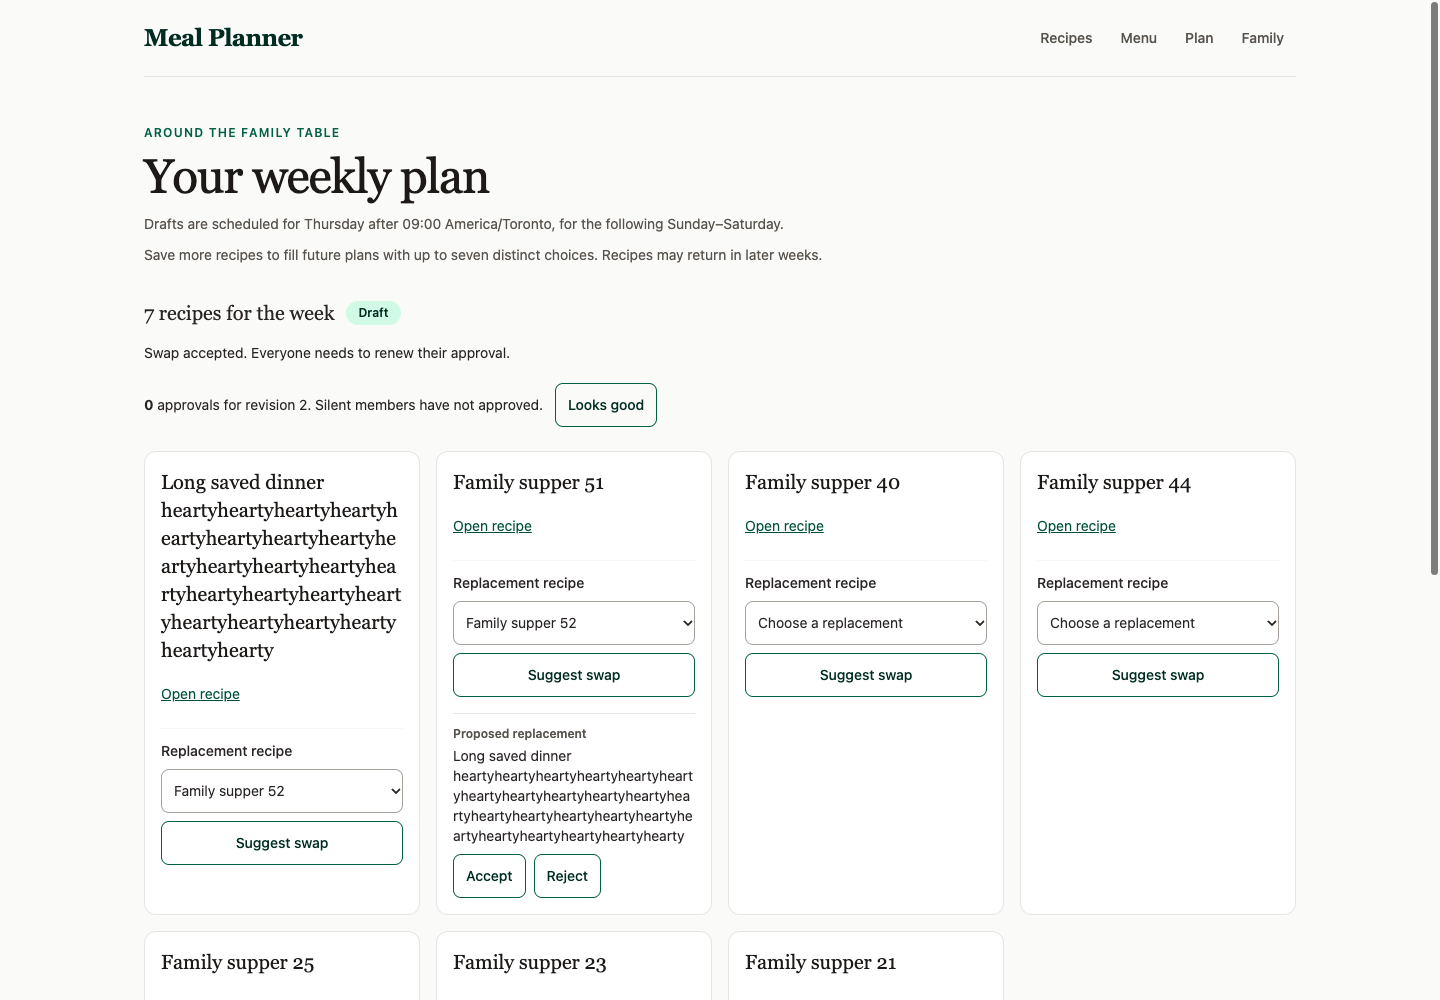 Meal Planner
Recipes
Menu
Plan
Family
AROUND THE FAMILY TABLE
Your weekly plan
Drafts are scheduled for Thursday after 09:00 America/Toronto, for the following Sunday–Saturday.
Save more recipes to fill future plans with up to seven distinct choices. Recipes may return in later weeks.
7 recipes for the week
Draft
Swap accepted. Everyone needs to renew their approval.
0 approvals for revision 2. Silent members have not approved.
Looks good
Long saved dinner
heartyheartyheartyheartyh
eartyheartyheartyheartyhe
artyheartyheartyheartyhea
rtyheartyheartyheartyheart
yheartyheartyheartyhearty
heartyhearty
Open recipe
Replacement recipe
Family supper 52
Suggest swap
Family supper 51
Open recipe
Replacement recipe
Family supper 52
Suggest swap
Proposed replacement
Long saved dinner
heartyheartyheartyheartyheartyheart
yheartyheartyheartyheartyheartyhea
rtyheartyheartyheartyheartyheartyhe
artyheartyheartyheartyheartyhearty
Accept
Reject
Family supper 40
Open recipe
Replacement recipe
Choose a replacement
Suggest swap
Family supper 44
Open recipe
Replacement recipe
Choose a replacement
Suggest swap
Family supper 25
Family supper 23
Family supper 21